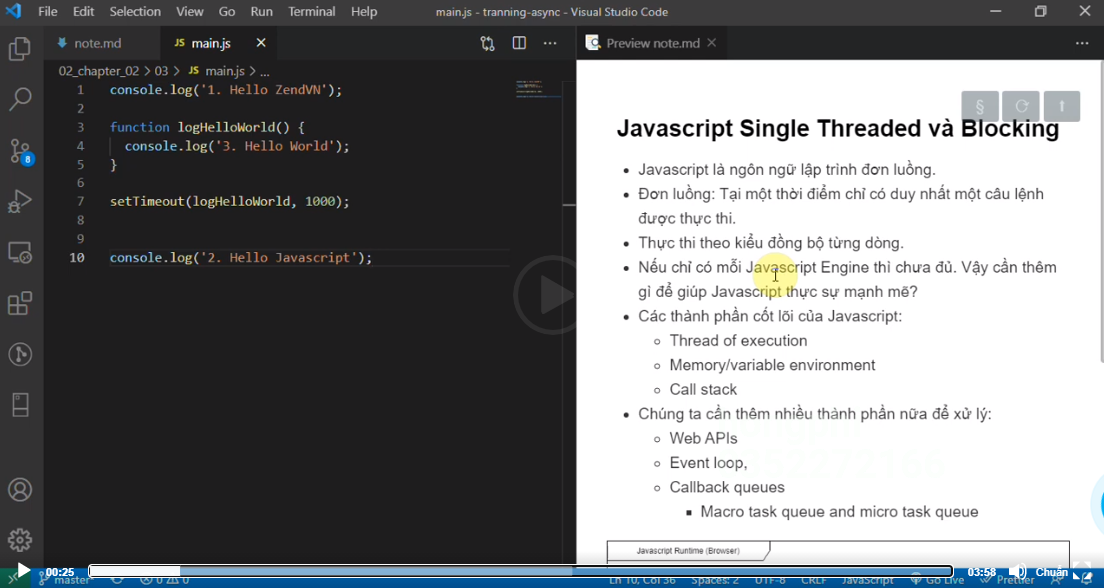 File Edit Selection View Go Run Terminal Help main.js - tranning-async - Visual Studio Code
note.md JS main.js Preview note.md
02_chapter_02 > 03 > JS main.js > ...
1 console.log('1. Hello ZendVN');
2
3 function logHelloWorld() {
4 console.log('3. Hello World');
5 }
6
7 setTimeout(logHelloWorld, 1000);
8
9
10 console.log('2. Hello Javascript');
8
§
Javascript Single Threaded và Blocking
Javascript là ngôn ngữ lập trình đơn luồng.
Đơn luồng: Tại một thời điểm chỉ có duy nhất một câu lệnh
được thực thi.
Thực thi theo kiểu đồng bộ từng dòng.
Nếu chỉ có mỗi Javascript Engine thì chưa đủ. Vậy cần thêm
gì để giúp Javascript thực sự mạnh mẽ?
Các thành phần cốt lõi của Javascript:
Thread of execution
Memory/variable environment
Call stack
Chúng ta cần thêm nhiều thành phần nữa để xử lý:
Web APIs
Event loop,
Callback queues
Macro task queue and micro task queue
Javascript Runtime (Browser)
00:25 03:58 Chuẩn
master 0 0 Ln 10, Col 36 Spaces: 2 UTF-8 CRLF JavaScript Go Live Prettier